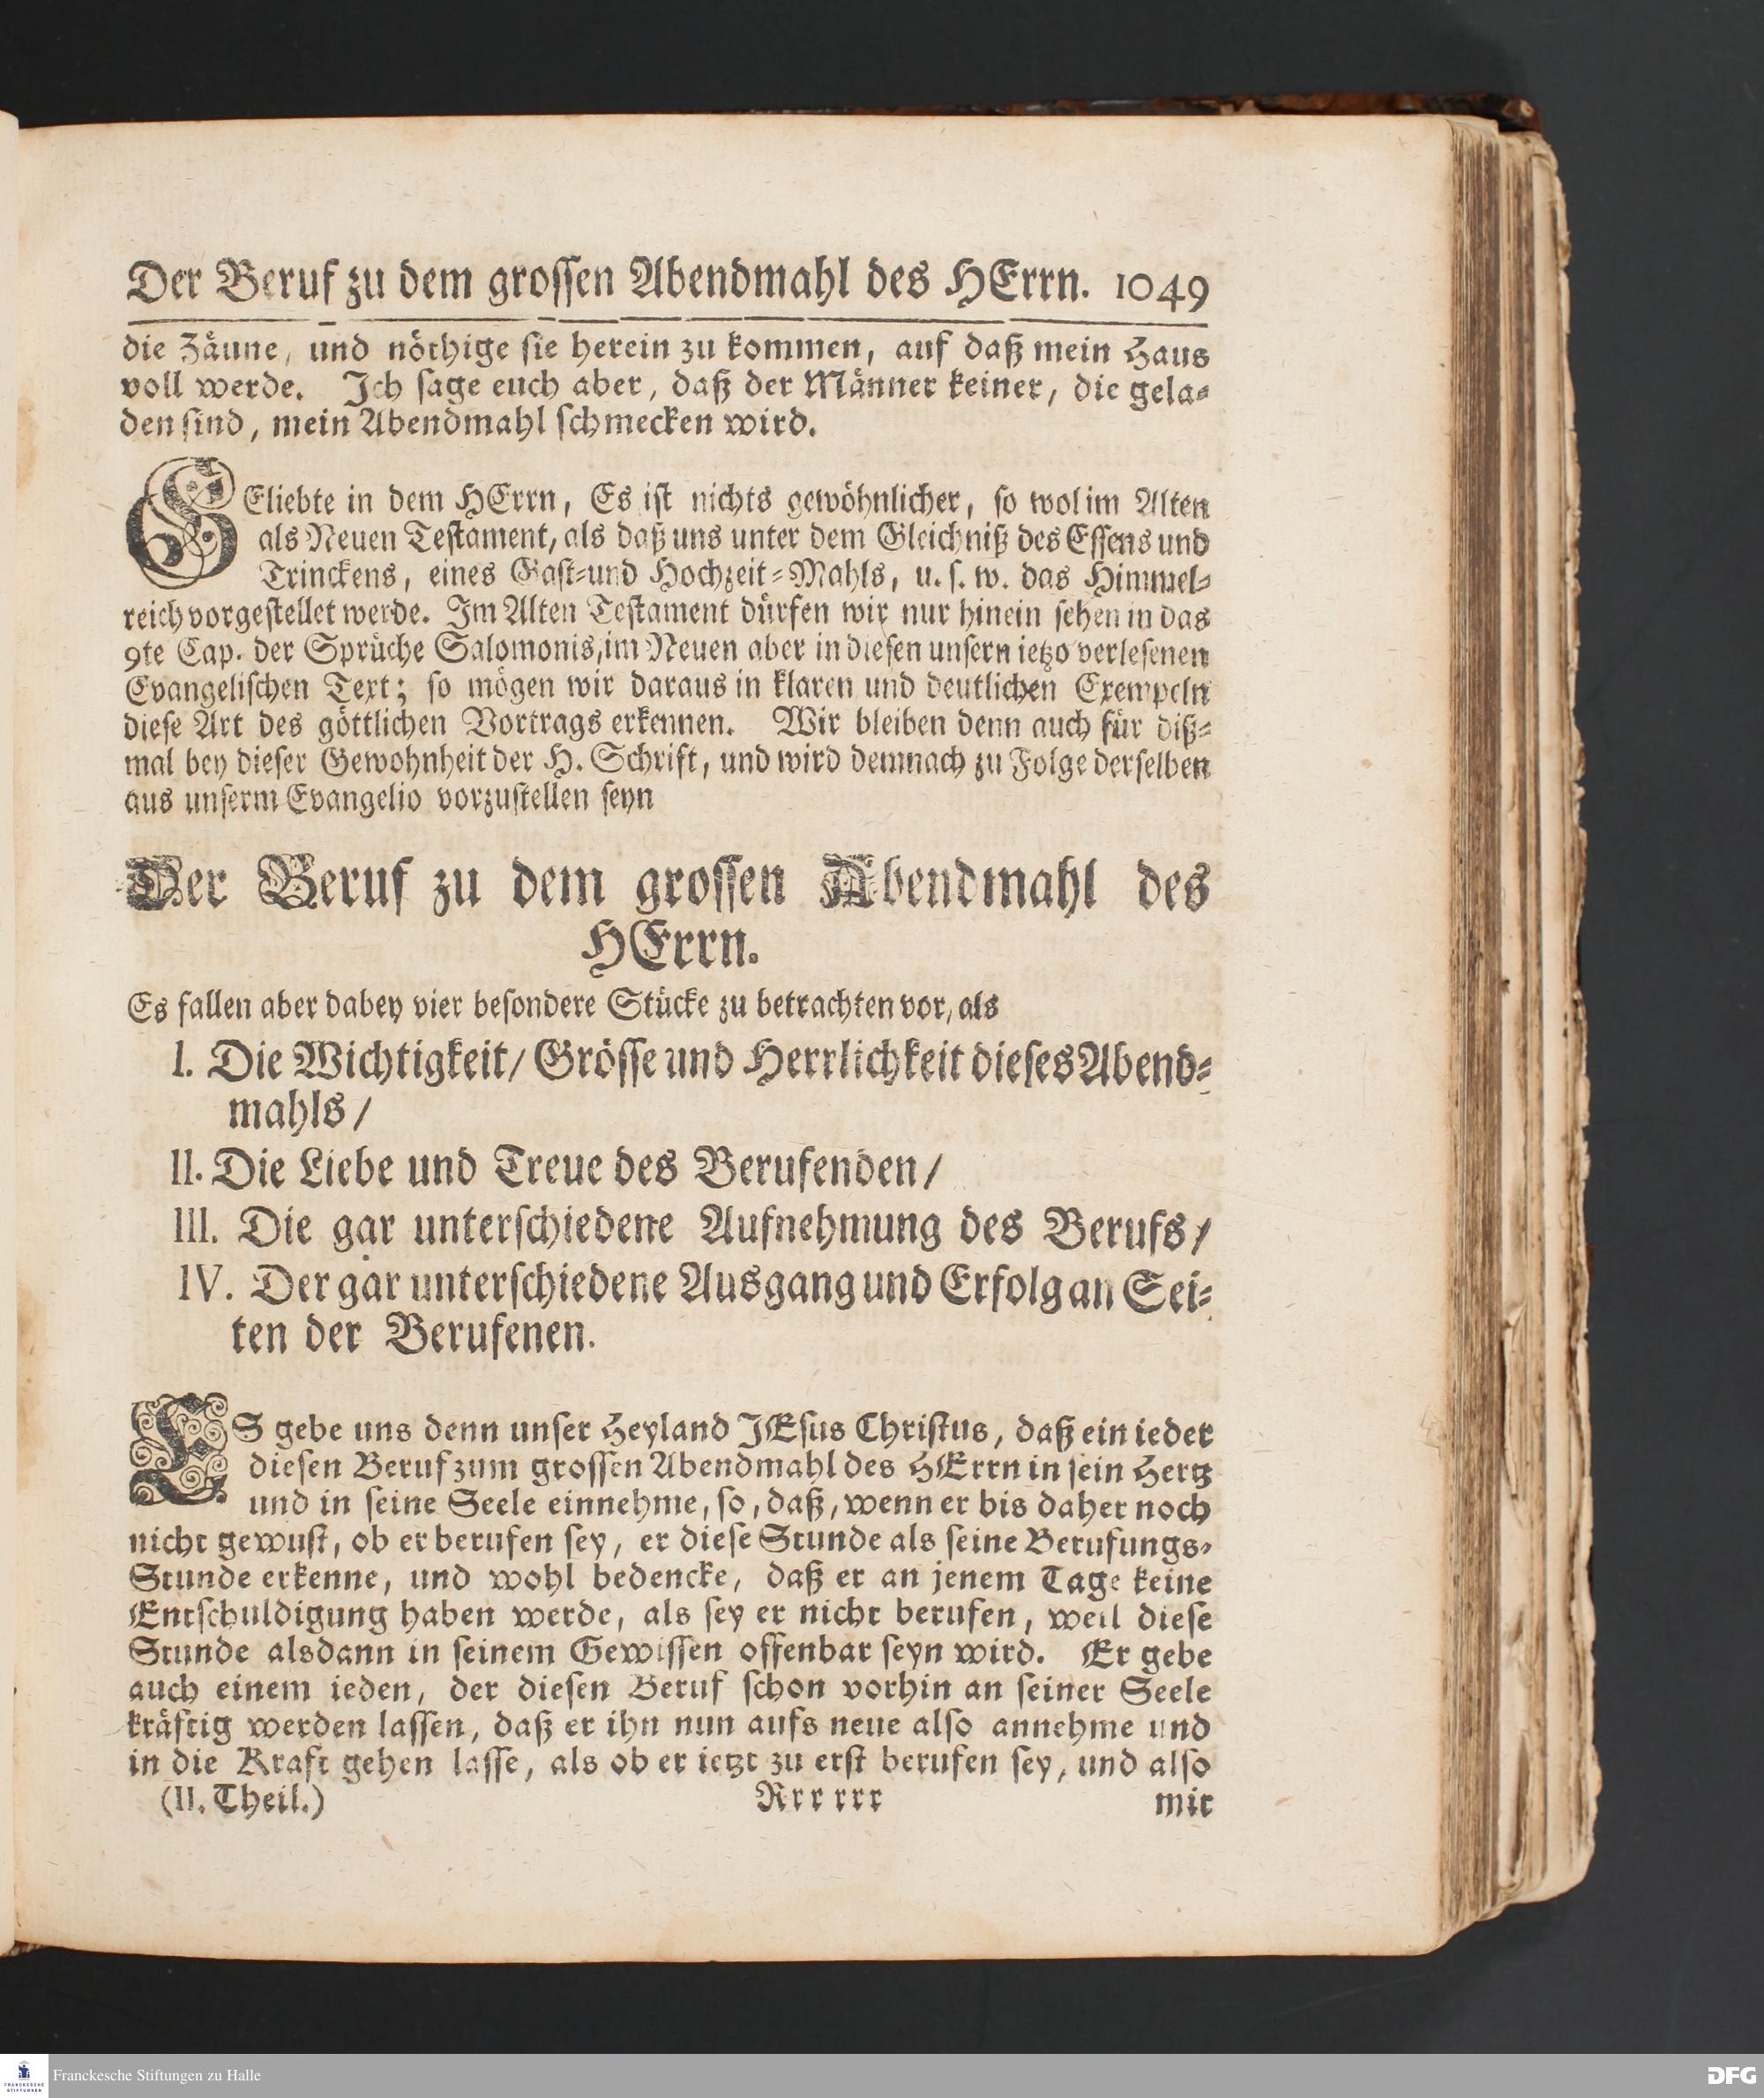 Der Beruf zu dem grossen Abendmahl des HErrn. 1049
die Zäune, und nöthige sie herein zu kommen, auf daß mein Haus
voll werde. Ich sage euch aber, daß der Männer keiner, die gela-
den sind, mein Abendmahl schmecken wird.
GEliebte in dem HErrn, Es ist nichts gewöhnlicher, so wol im Alten
als Neuen Testament, als daß uns unter dem Gleichniß des Essens und
Trinckens, eines Gast-und Hochzeit-Mahls, u. s. w. das Himmel-
reich vorgestellet werde. Im Alten Testament dürfen wir nur hinein sehen in das
9te Cap. der Sprüche Salomonis, im Neuen aber in diesen unsern ietzo verlesenen
Evangelischen Text; so mögen wir daraus in klaren und deutlichen Exempeln
diese Art des göttlichen Vortrags erkennen. Wir bleiben denn auch für diß-
mal bey dieser Gewohnheit der H. Schrift, und wird demnach zu Folge derselben
aus unserm Evangelio vorzustellen seyn
Der Beruf zu dem grossen Abendmahl des
HErrn.
Es fallen aber dabey vier besondere Stücke zu betrachten vor, als
I. Die Wichtigkeit/ Grösse und Herrlichkeit dieses Abend-
mahls/
II. Die Liebe und Treue des Berufenden/
III. Die gar unterschiedene Aufnehmung des Berufs/
IV. Der gar unterschiedene Ausgang und Erfolg an Sei-
ten der Berufenen.
ES gebe uns denn unser Heyland JEsus Christus, daß ein ieder
diesen Beruf zum grossen Abendmahl des HErrn in sein Hertz
und in seine Seele einnehme, so, daß, wenn er bis daher noch
nicht gewust, ob er berufen sey, er diese Stunde als seine Berufungs-
Stunde erkenne, und wohl bedencke, daß er an jenem Tage keine
Entschuldigung haben werde, als sey er nicht berufen, weil diese
Stunde alsdann in seinem Gewissen offenbar seyn wird. Er gebe
auch einem ieden, der diesen Beruf schon vorhin an seiner Seele
kräftig werden lassen, daß er ihn nun aufs neue also annehme und
in die Kraft gehen lasse, als ob er ietzt zu erst berufen sey, und also
(II. Theil.) Rrr rrr mit
FRANCKESCHE STIFTUNGEN Franckesche Stiftungen zu Halle DFG